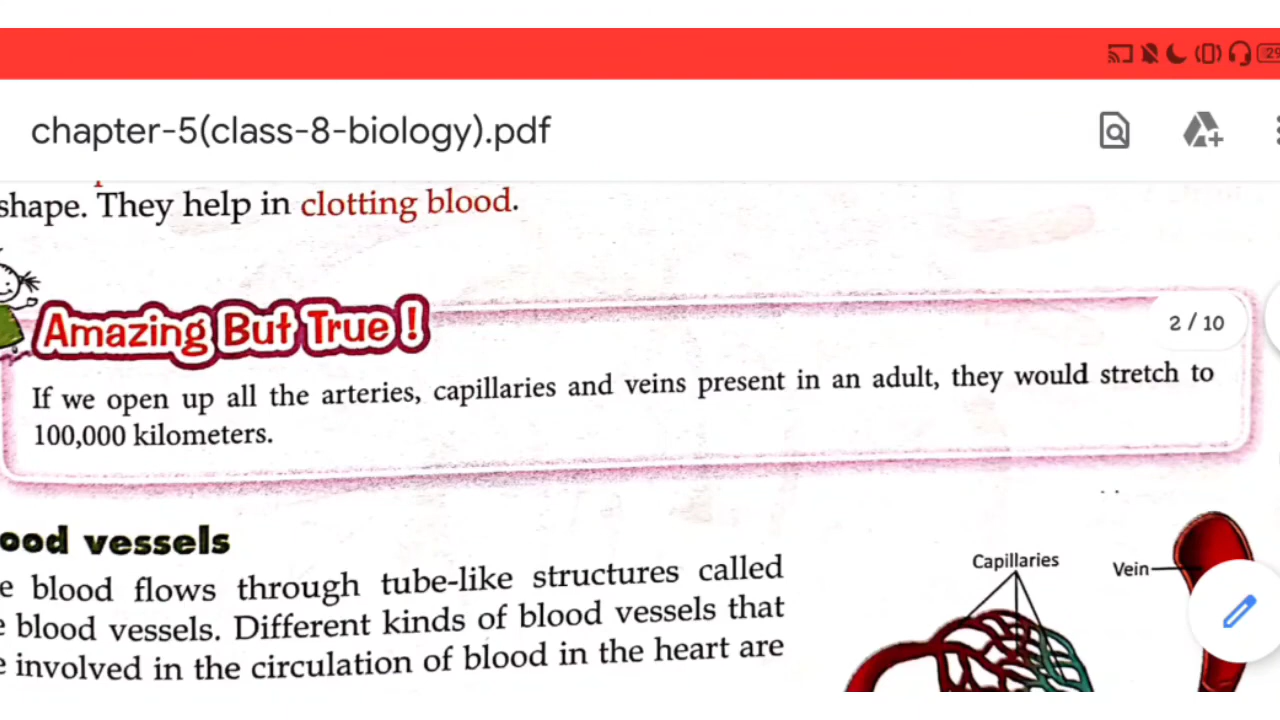 29
chapter-5(class-8-biology).pdf
shape. They help in clotting blood.
Amazing But True !
2 / 10
If we open up all the arteries, capillaries and veins present in an adult, they would stretch to
100,000 kilometers.
ood vessels
e blood flows through tube-like structures called
e blood vessels. Different kinds of blood vessels that
e involved in the circulation of blood in the heart are
Capillaries
Vein